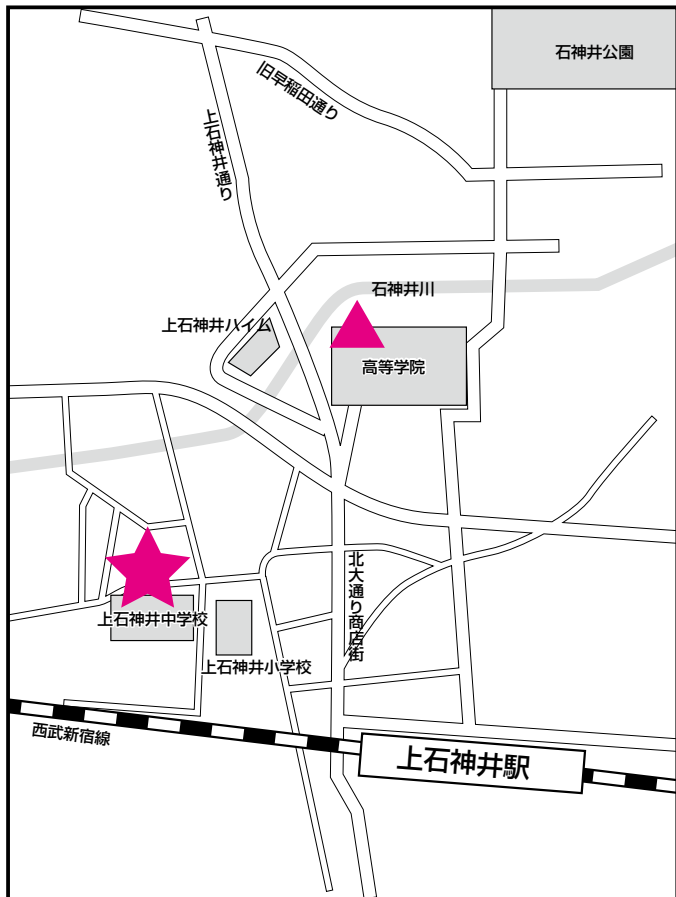 石神井公園
旧早稲田通り
上石神井通り
石神井川
上石神井ハイム
高等学院
北大通り商店街
上石神井中学校
上石神井小学校
西武新宿線
上石神井駅